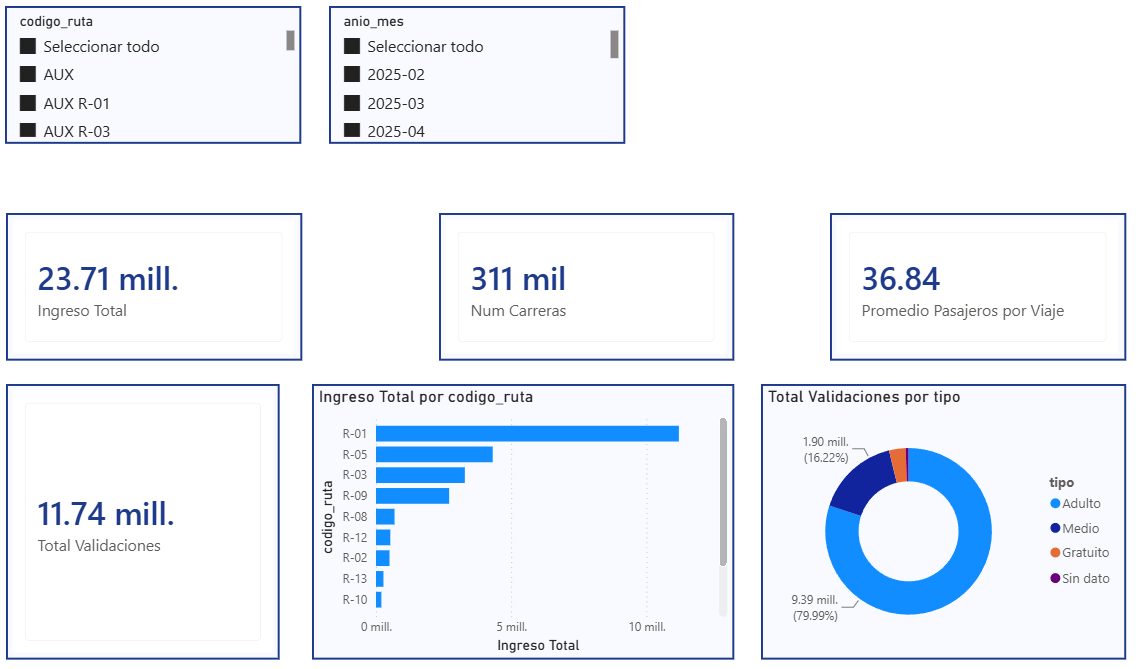 codigo_ruta
Seleccionar todo
AUX
AUX R-01
AUX R-03
anio_mes
Seleccionar todo
2025-02
2025-03
2025-04
23.71 mill.
Ingreso Total
311 mil
Num Carreras
36.84
Promedio Pasajeros por Viaje
11.74 mill.
Total Validaciones
Ingreso Total por codigo_ruta
codigo_ruta
R-01
R-05
R-03
R-09
R-08
R-12
R-02
R-13
R-10
0 mill.
5 mill.
10 mill.
Ingreso Total
Total Validaciones por tipo
1.90 mill.
(16.22%)
9.39 mill.
(79.99%)
tipo
Adulto
Medio
Gratuito
Sin dato